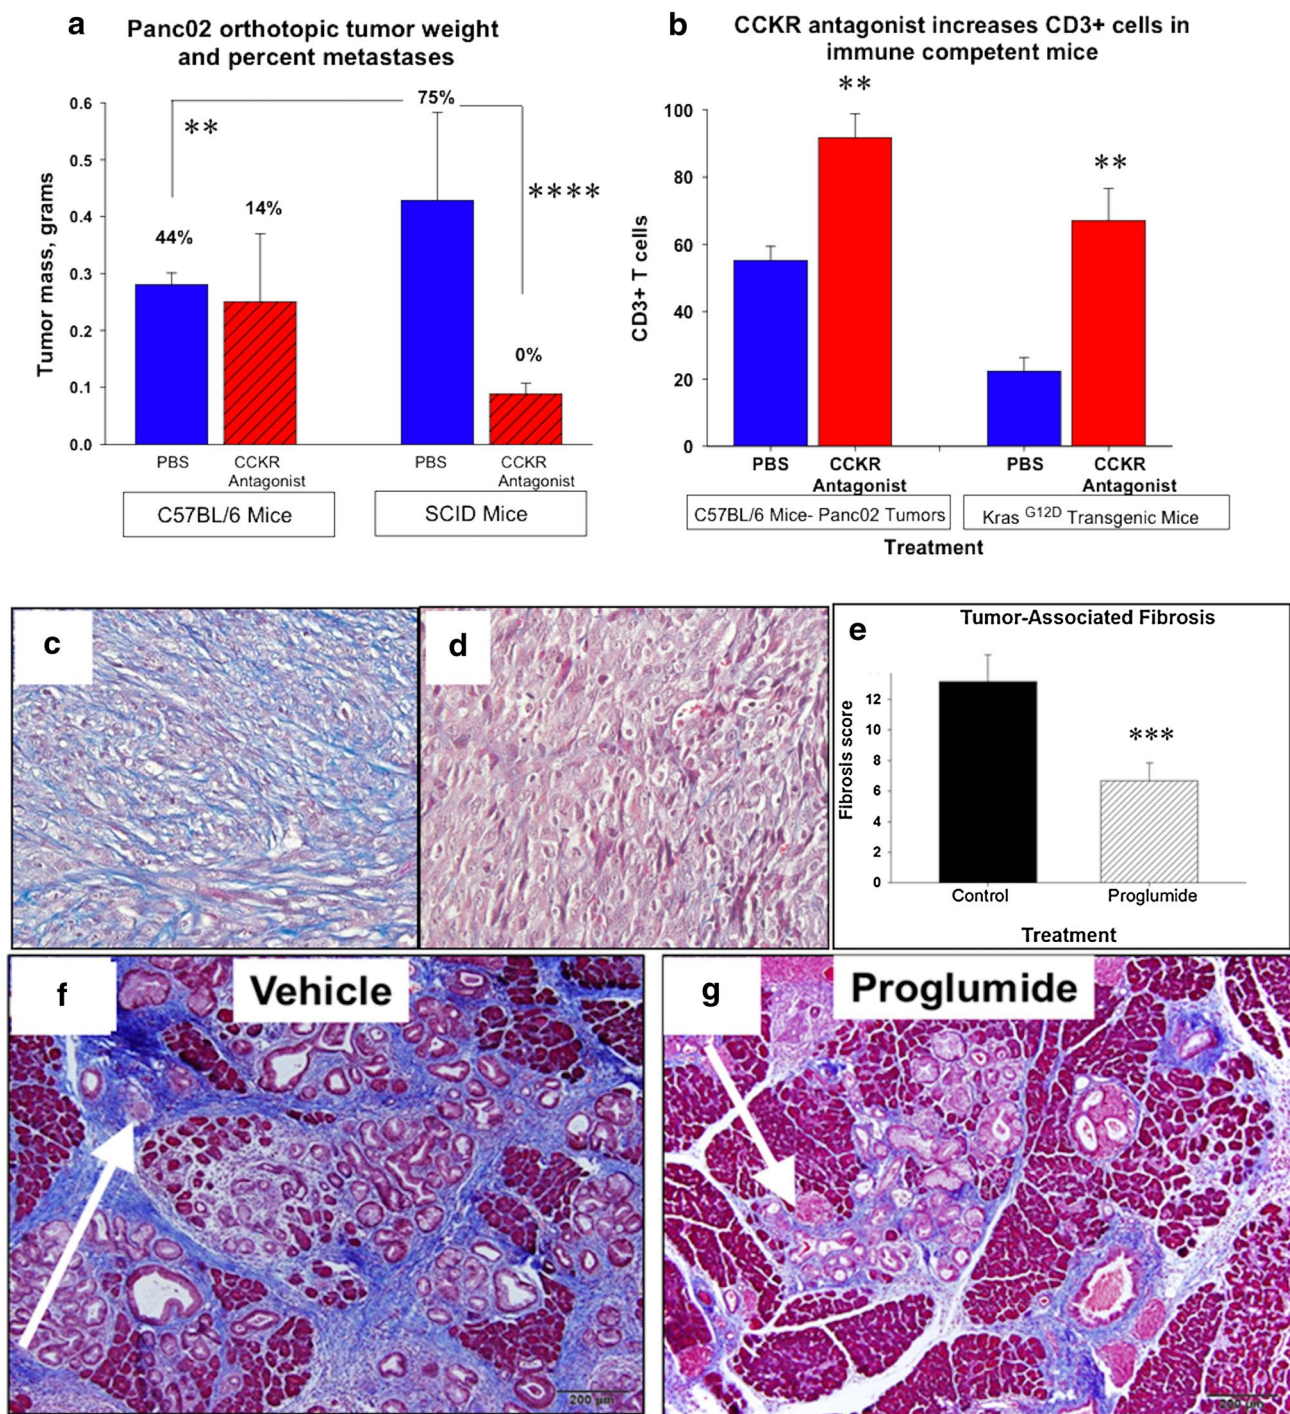 a
Panc02 orthotopic tumor weight
and percent metastases
0.6
0.5
0.4
0.3
0.2
0.1
0.0
Tumor mass, grams
**
75%
****
44%
14%
0%
PBS
CCKR
Antagonist
PBS
CCKR
Antagonist
C57BL/6 Mice
SCID Mice
b
CCKR antagonist increases CD3+ cells in
immune competent mice
100
80
60
40
20
0
CD3+ T cells
**
**
PBS
CCKR
Antagonist
PBS
CCKR
Antagonist
C57BL/6 Mice- Panc02 Tumors
Kras G12D Transgenic Mice
Treatment
c
d
e
Tumor-Associated Fibrosis
12
10
8
6
4
2
0
Fibrosis score
***
Control
Proglumide
Treatment
f
Vehicle
200 µm
g
Proglumide
200 µm